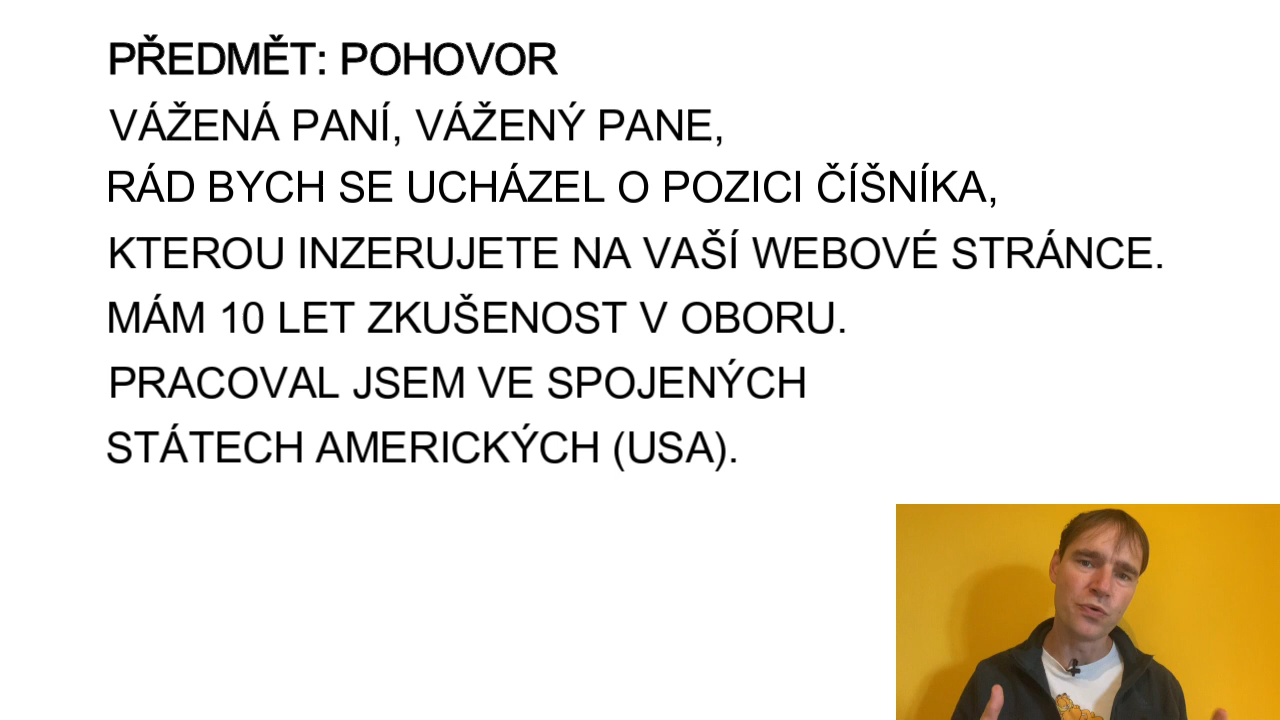 PŘEDMĚT: POHOVOR
VÁŽENÁ PANÍ, VÁŽENÝ PANE,
RÁD BYCH SE UCHÁZEL O POZICI ČÍŠNÍKA,
KTEROU INZERUJETE NA VAŠÍ WEBOVÉ STRÁNCE.
MÁM 10 LET ZKUŠENOST V OBORU.
PRACOVAL JSEM VE SPOJENÝCH
STÁTECH AMERICKÝCH (USA).